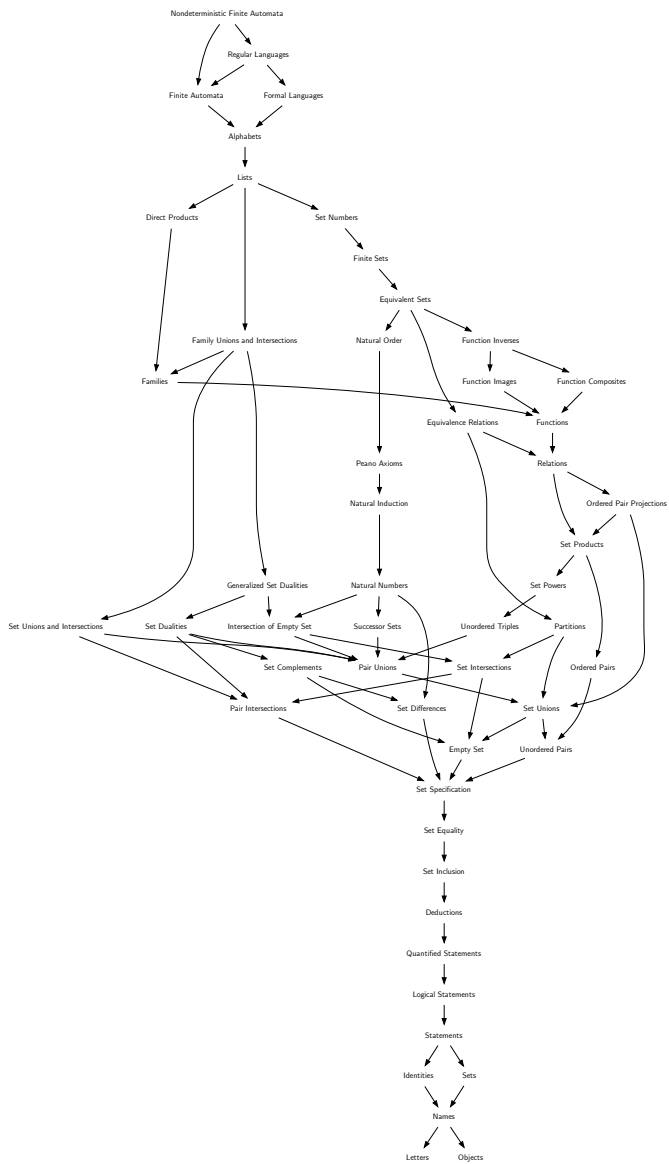 Nondeterministic Finite Automata
Regular Languages
Finite Automata
Formal Languages
Alphabets
Lists
Direct Products
Set Numbers
Finite Sets
Equivalent Sets
Family Unions and Intersections
Natural Order
Function Inverses
Families
Function Images
Function Composites
Equivalence Relations
Functions
Peano Axioms
Relations
Natural Induction
Ordered Pair Projections
Set Products
Generalized Set Dualities
Natural Numbers
Set Powers
Set Unions and Intersections
Set Dualities
Intersection of Empty Set
Successor Sets
Unordered Triples
Partitions
Set Complements
Pair Unions
Set Intersections
Ordered Pairs
Pair Intersections
Set Differences
Set Unions
Empty Set
Unordered Pairs
Set Specification
Set Equality
Set Inclusion
Deductions
Quantified Statements
Logical Statements
Statements
Identities
Sets
Names
Letters
Objects